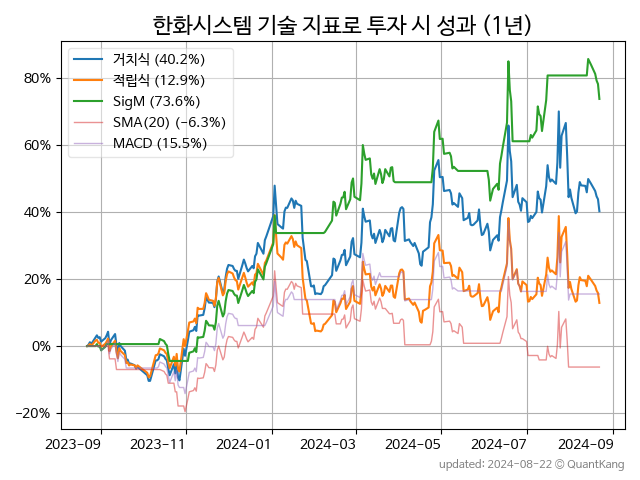 한화시스템 기술 지표로 투자 시 성과 (1년)
거치식 (40.2%)
적립식 (12.9%)
SigM (73.6%)
SMA(20) (−6.3%)
MACD (15.5%)
80%
60%
40%
20%
0%
−20%
2023-09 2023-11 2024-01 2024-03 2024-05 2024-07 2024-09
updated: 2024-08-22 © QuantKang